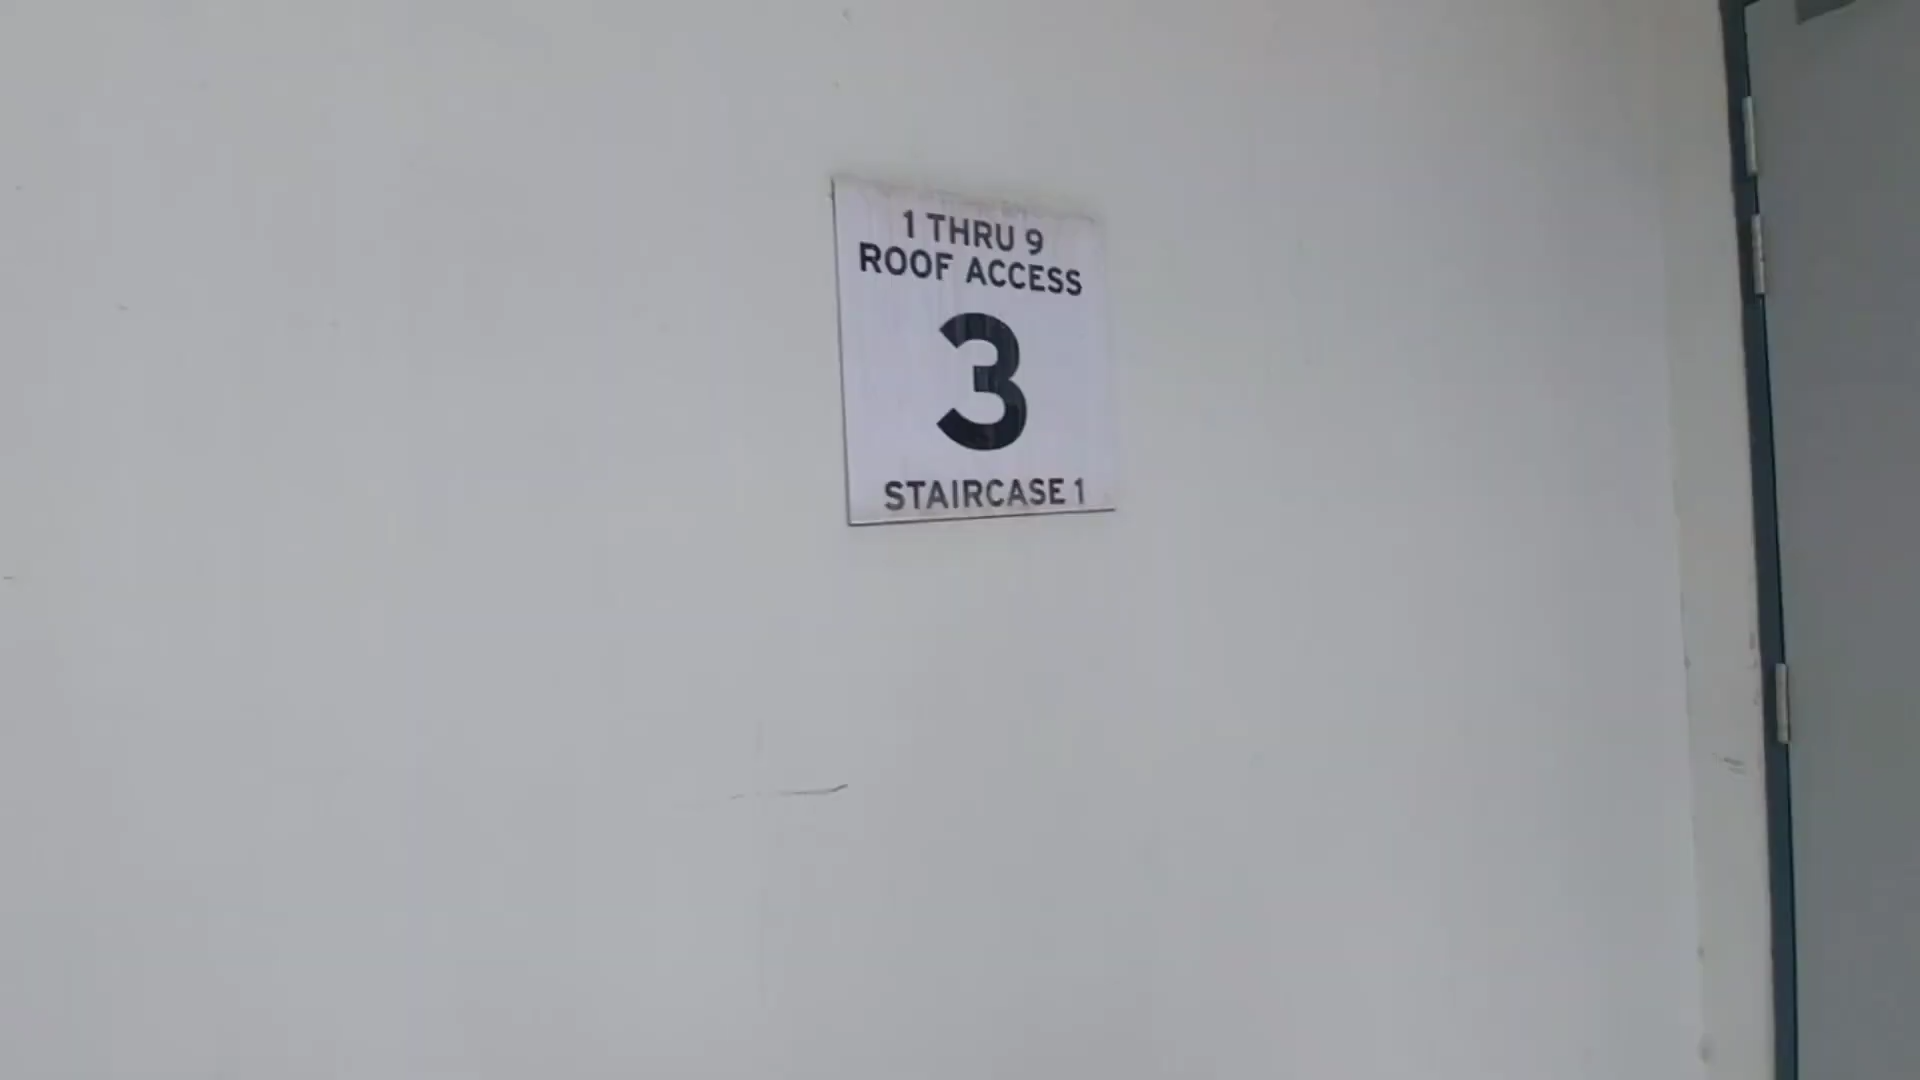 1 THRU 9
ROOF ACCESS
3
STAIRCASE 1